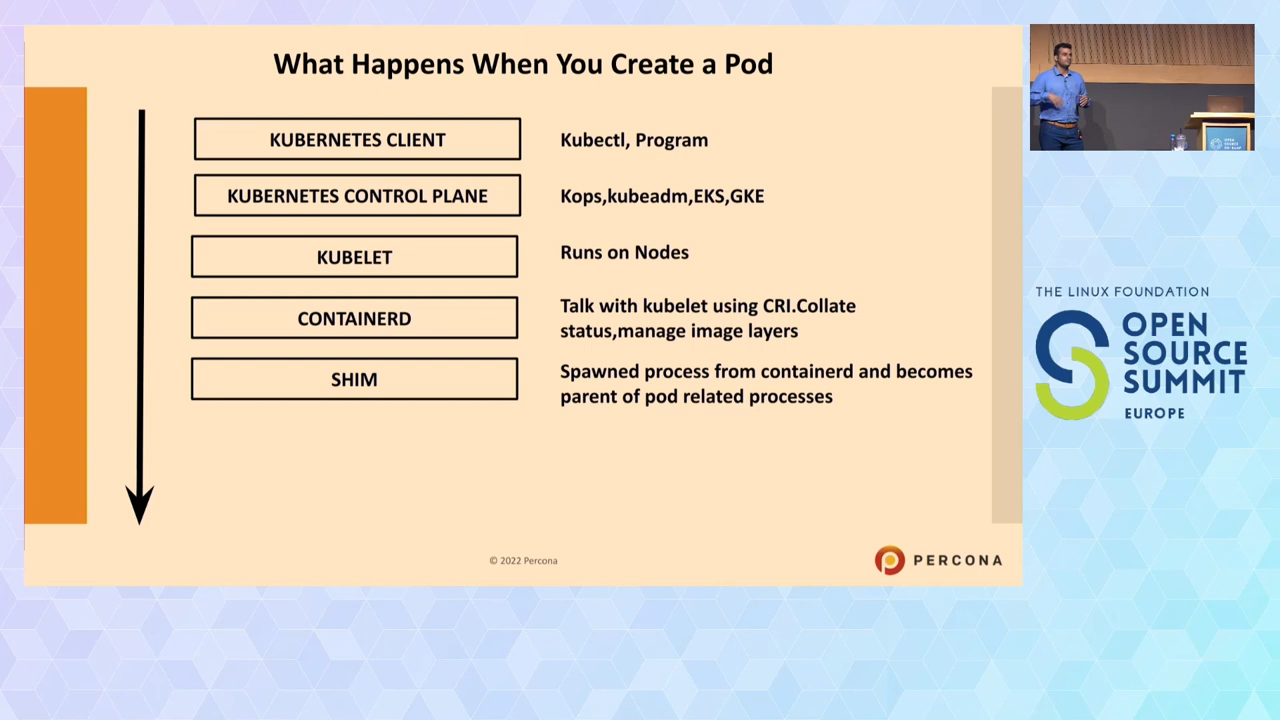 What Happens When You Create a Pod
KUBERNETES CLIENT
Kubectl, Program
KUBERNETES CONTROL PLANE
Kops,kubeadm,EKS,GKE
KUBELET
Runs on Nodes
CONTAINERD
Talk with kubelet using CRI.Collate
status,manage image layers
SHIM
Spawned process from containerd and becomes
parent of pod related processes
© 2022 Percona
PERCONA
THE LINUX FOUNDATION
OPEN
SOURCE
SUMMIT
EUROPE